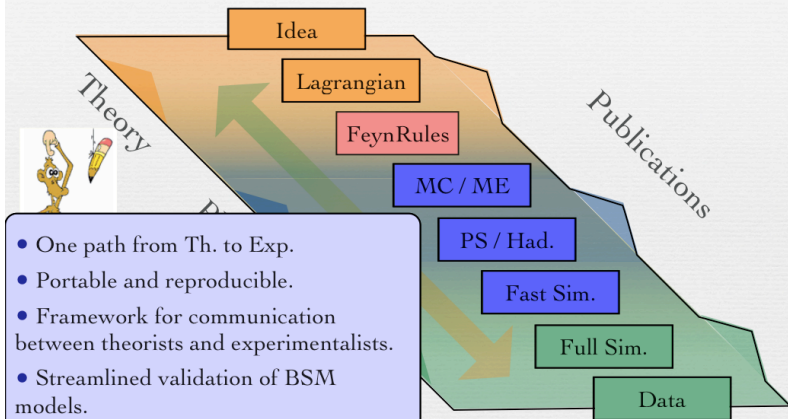 Idea
Lagrangian
FeynRules
MC / ME
PS / Had.
Fast Sim.
Full Sim.
Data
Theory
Publications
• One path from Th. to Exp.
• Portable and reproducible.
• Framework for communication
between theorists and experimentalists.
• Streamlined validation of BSM
models.